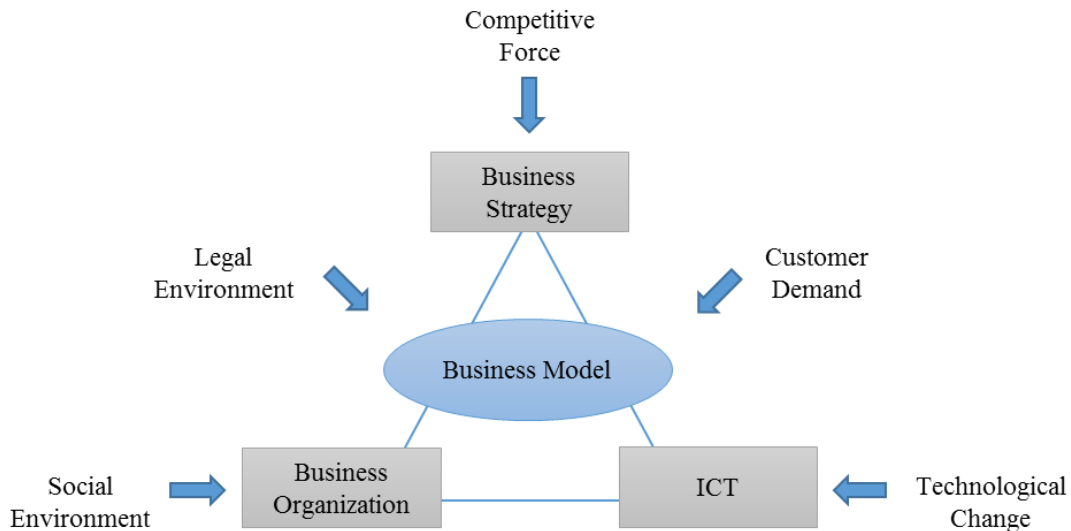 Competitive
Force
Business
Strategy
Legal
Environment
Customer
Demand
Business Model
Social
Environment
Business
Organization
ICT
Technological
Change